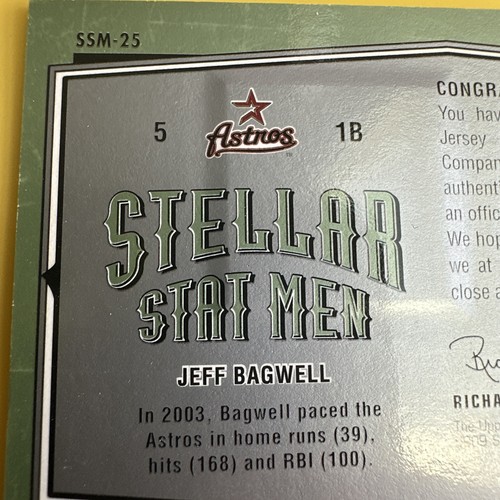 SSM-25
5 Astros 1B
STELLAR
STAT MEN
JEFF BAGWELL
In 2003, Bagwell paced the
Astros in home runs (39),
hits (168) and RBI (100).
CONGRA
You hav
Jersey
Compan
authent
an offic
We hop
we at
close a
RICHA
The Upp